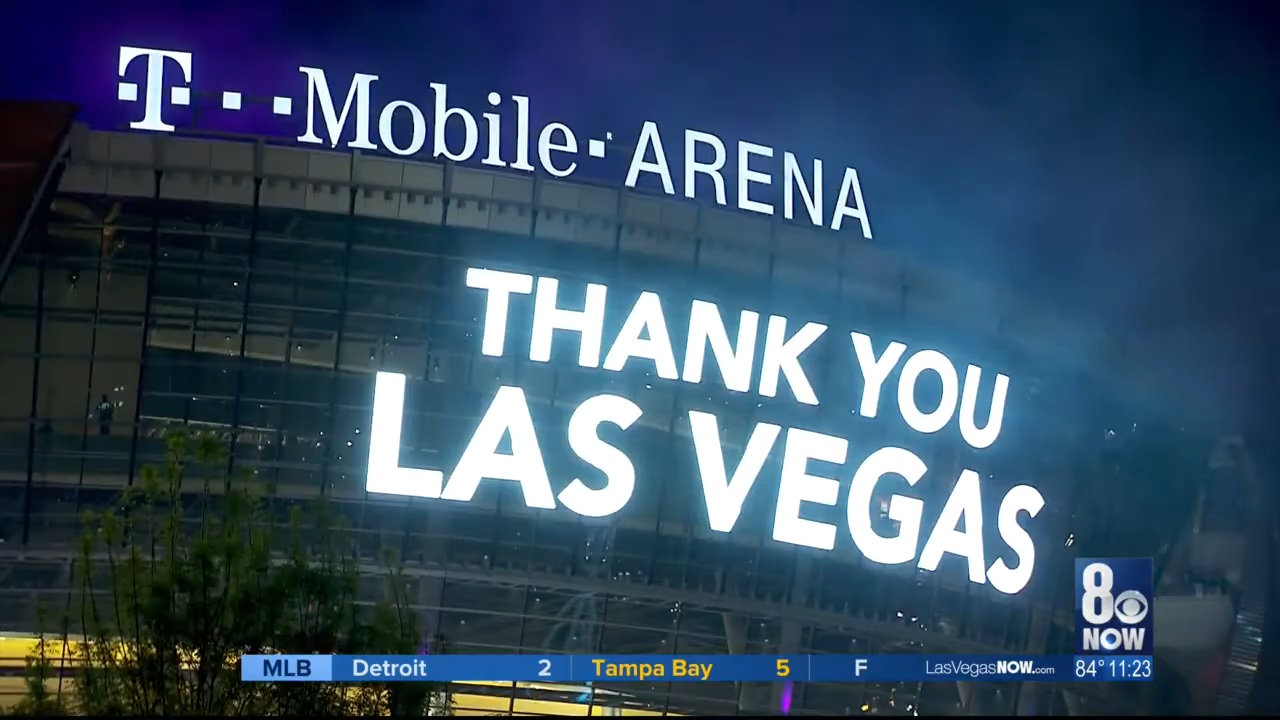 T··Mobile· ARENA
THANK YOU
LAS VEGAS
8
NOW
MLB Detroit 2 Tampa Bay 5 F LasVegasNOW.com 84° 11:23